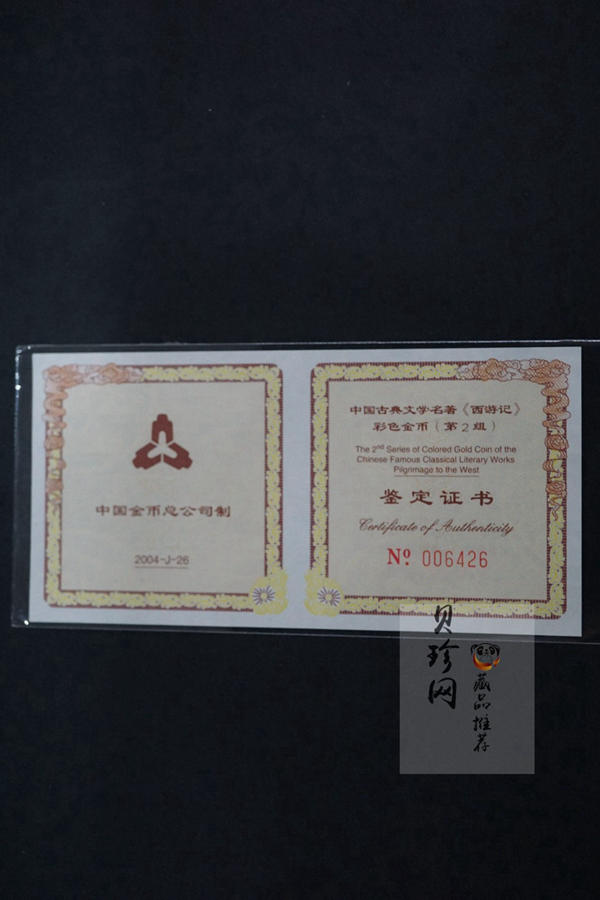 中国金币总公司制
2004-J-26
中国古典文学名著《西游记》
彩色金币（第2组）
The 2nd Series of Colored Gold Coin of the
Chinese Famous Classical Literary Works
Pilgrimage to the West
鉴定证书
Certificate of Authenticity
No. 006426
贝珍网
藏品推荐